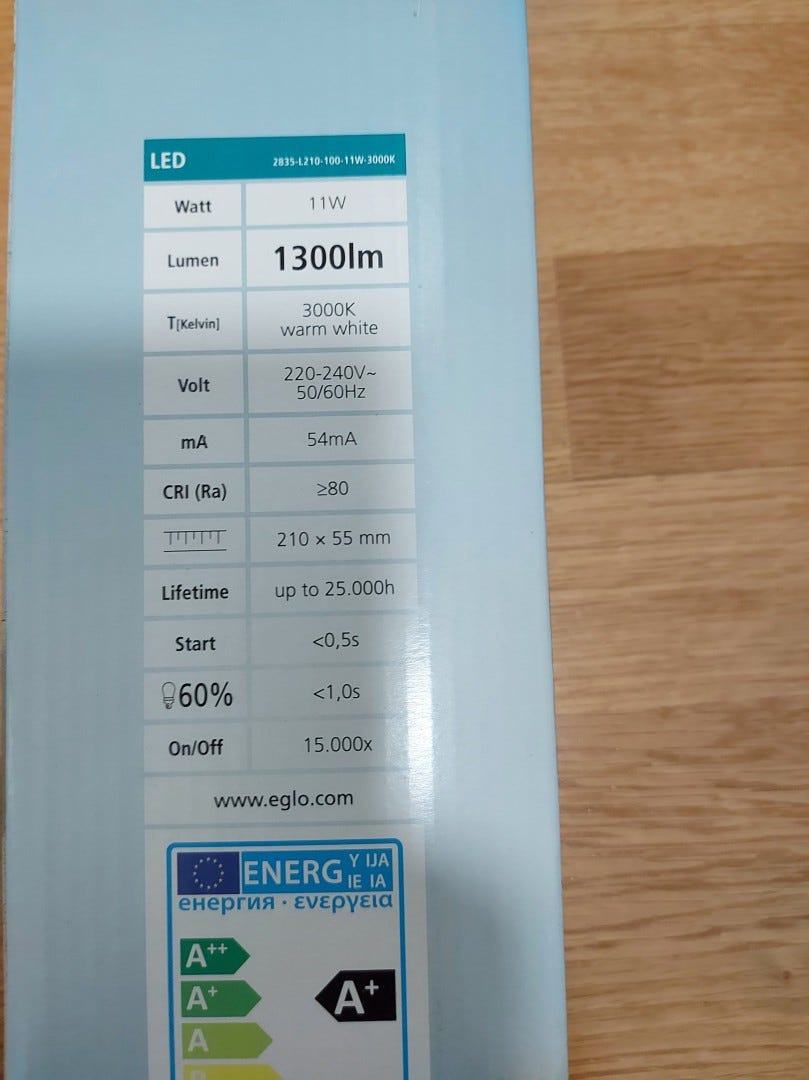 LED 2835-L210-100-11W-3000K
Watt 11W
Lumen 1300lm
T[Kelvin] 3000K
warm white
Volt 220-240V~
50/60Hz
mA 54mA
CRI (Ra) ≥80
210 × 55 mm
Lifetime up to 25.000h
Start <0,5s
60% <1,0s
On/Off 15.000x
www.eglo.com
ENERG Y IJA
IE IA
енергия · ενεργεια
A++
A+ A+
A